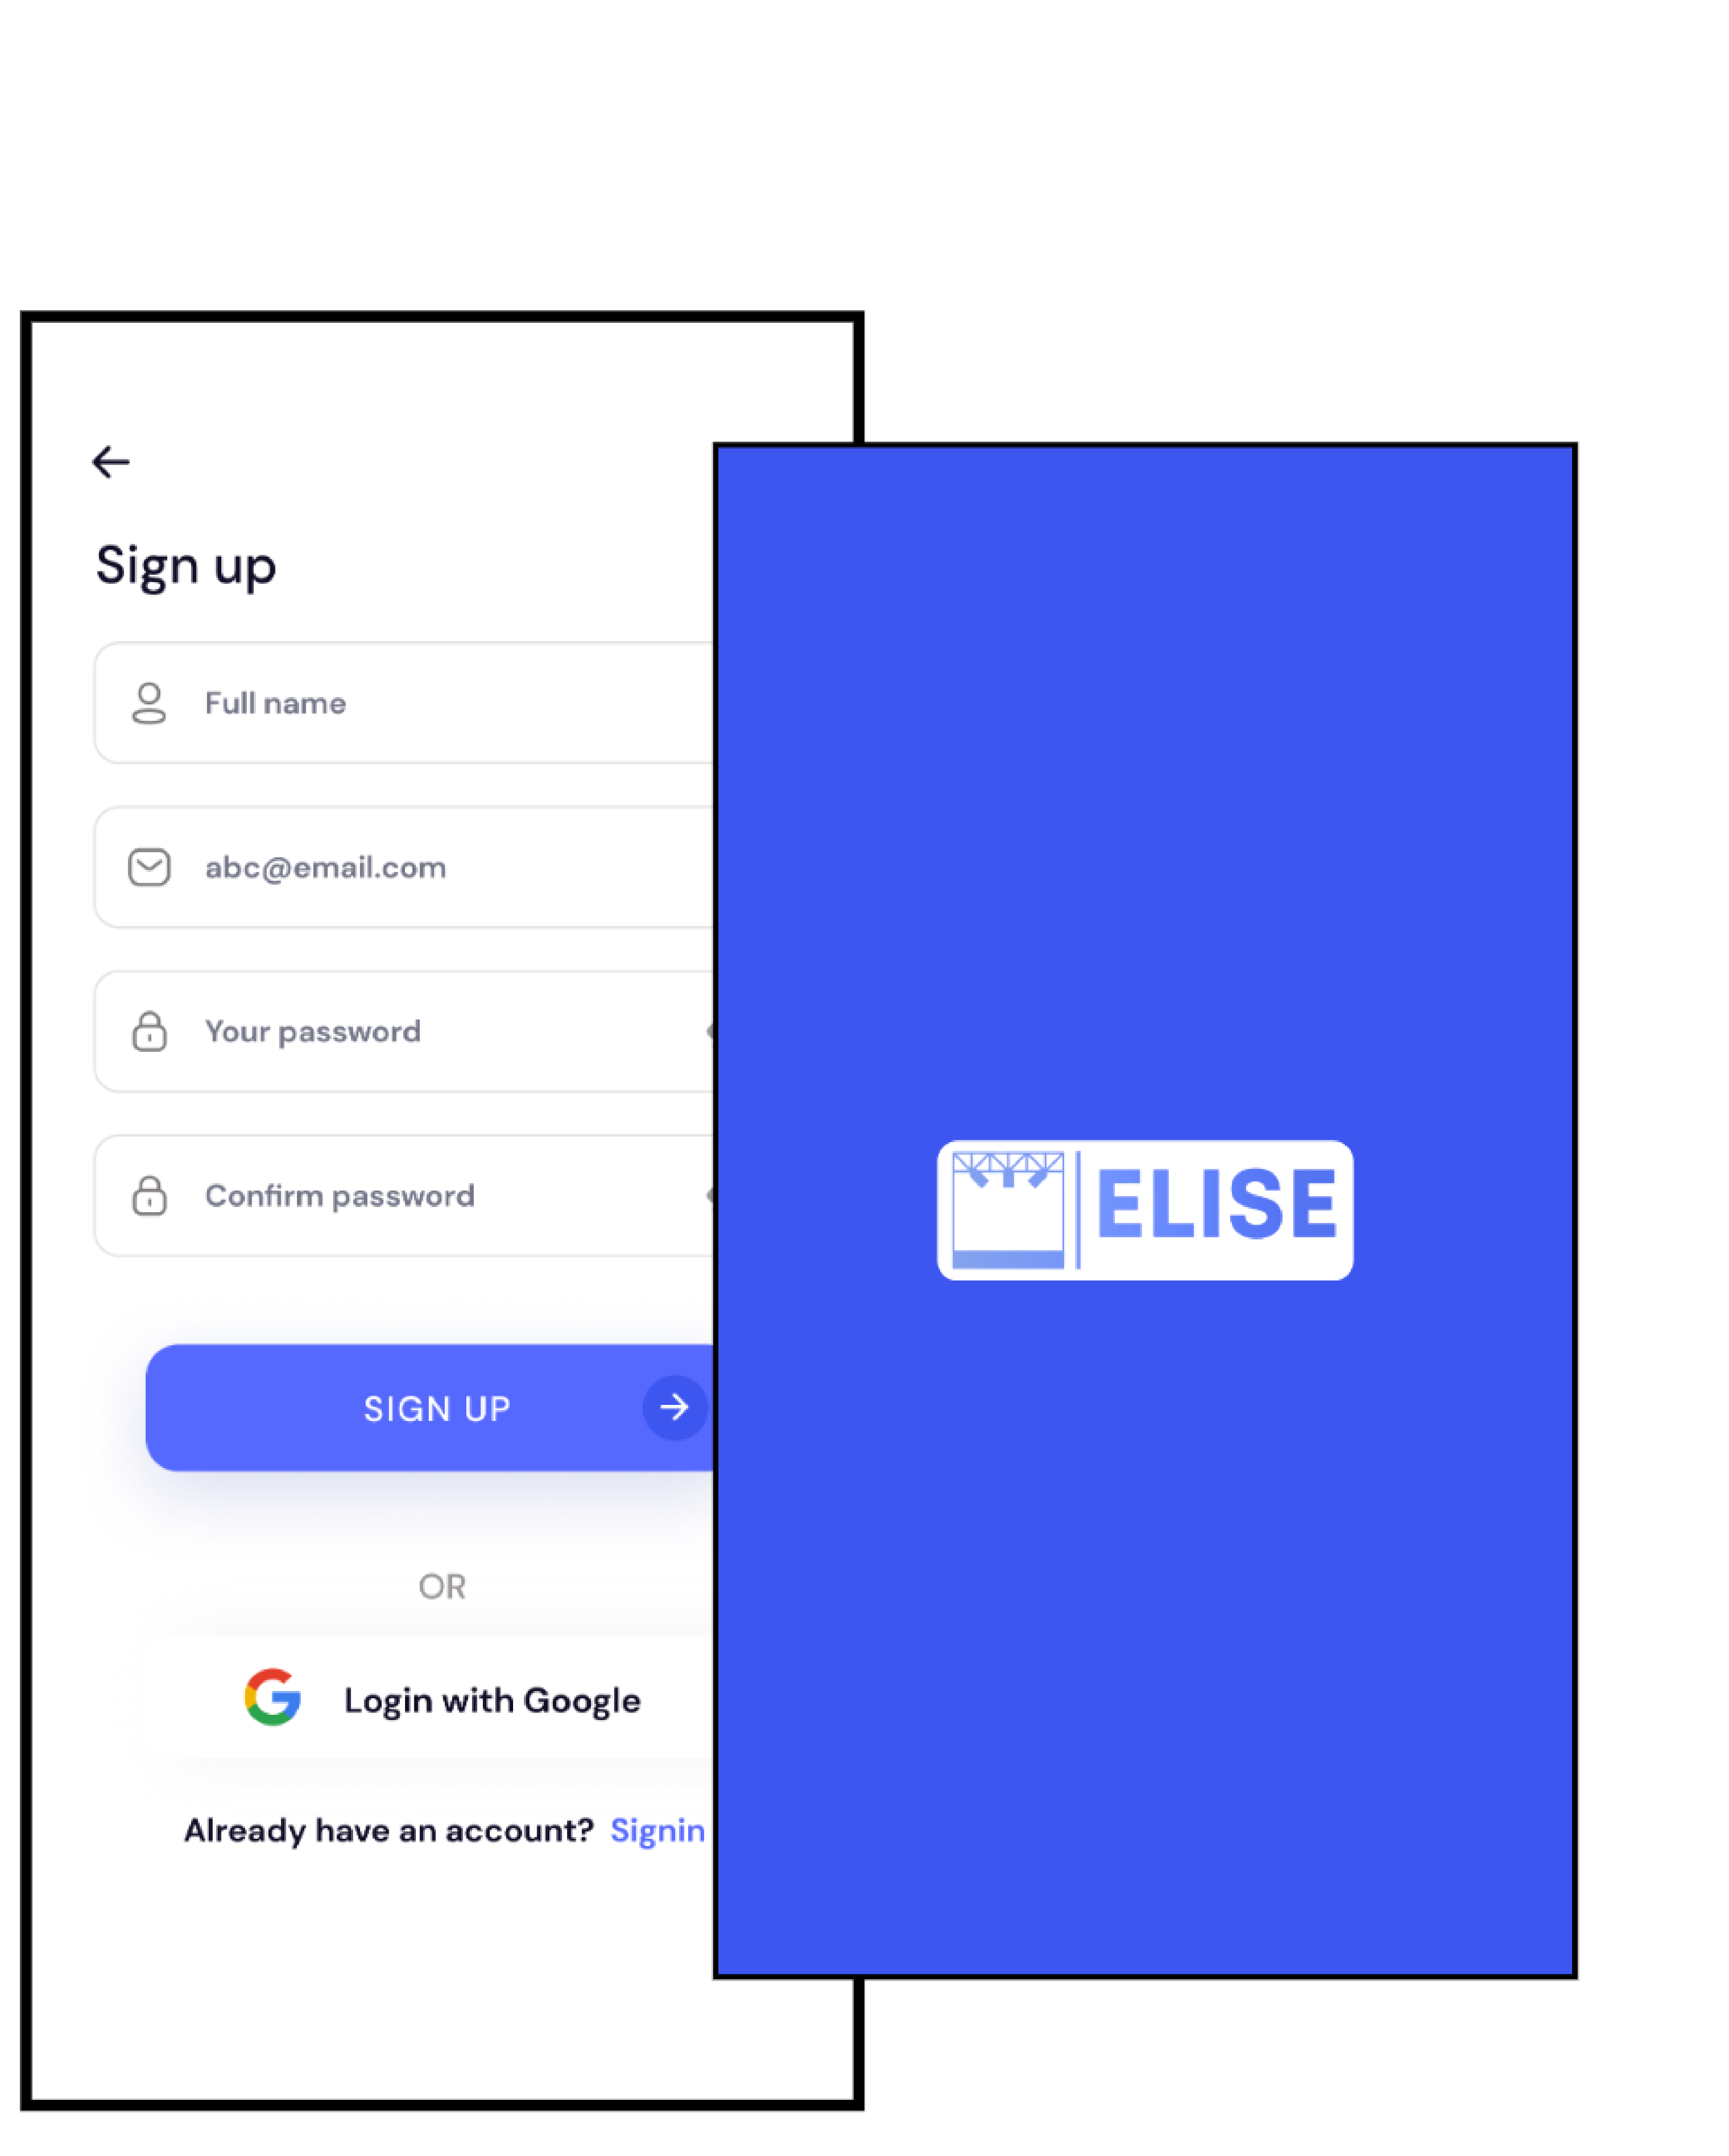 Sign up
Full name
abc@email.com
Your password
Confirm password
SIGN UP
OR
Login with Google
Already have an account? Signin
ELISE